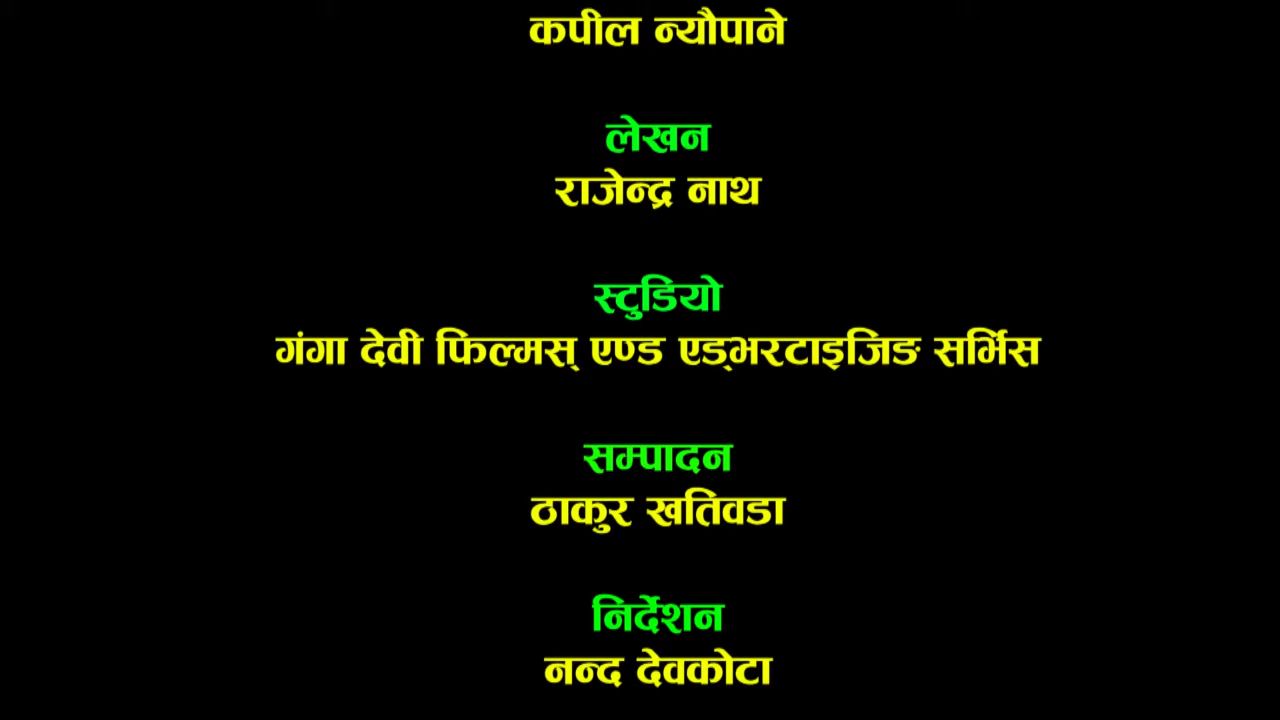 कपील न्यौपाने
लेखन
राजेन्द्र नाथ
स्टुडियो
गंगा देवी फिल्मस् एण्ड एड्भरटाइजिङ सर्भिस
सम्पादन
ठाकुर खतिवडा
निर्देशन
नन्द देवकोटा